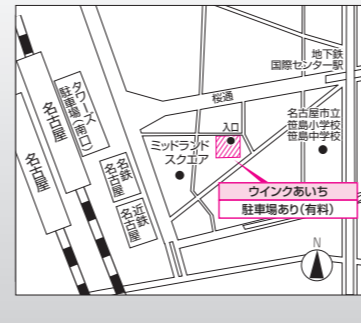 地下鉄
国際センター駅
桜通
タワーズ
駐車場(南口)
名古屋
名古屋
入口
ミッドランド
スクエア
名古屋市立
笹島小学校
笹島中学校
名鉄
名古屋
近鉄
名古屋
ウインクあいち
駐車場あり(有料)
N